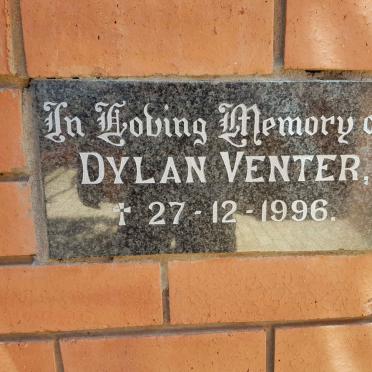 In Loving Memory o
DYLAN VENTER,
✝ 27-12-1996.